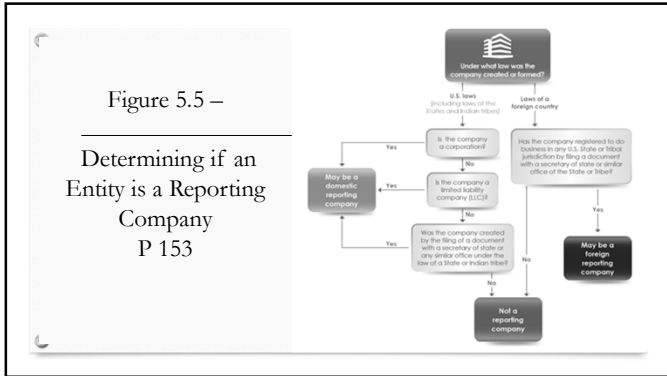 Figure 5.5 –
Determining if an
Entity is a Reporting
Company
P 153
Under what law was the
company created or formed?
U.S. laws
(including laws of the
States and Indian tribes)
Laws of a
foreign country
Is the company
a corporation?
Yes
No
Has the company registered to do
business in any U.S. State or Tribal
jurisdiction by filing a document
with a secretary of state or similar
office of the State or Tribe?
May be a
domestic
reporting
company
Yes
Is the company a
limited liability
company (LLC)?
No
Yes
Was the company created
by the filing of a document
with a secretary of state or
any similar office under the
law of a State or Indian tribe?
Yes
No
No
May be a
foreign
reporting
company
Not a
reporting
company